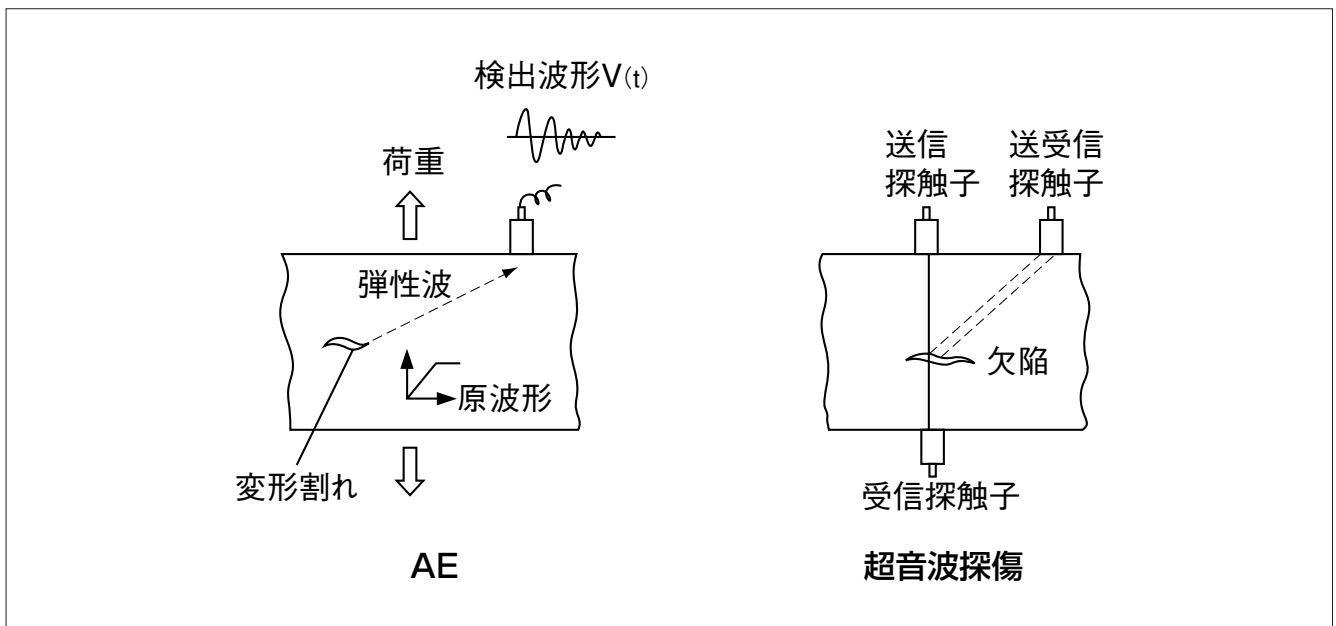 検出波形V(t)
荷重
弾性波
原波形
変形割れ
AE
送信
探触子
送受信
探触子
欠陥
受信探触子
超音波探傷